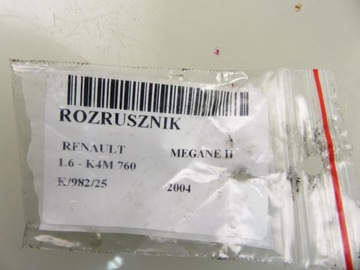 ROZRUSZNIK
RENAULT MEGANE II
1.6 - K4M 760
K/982/25 2004